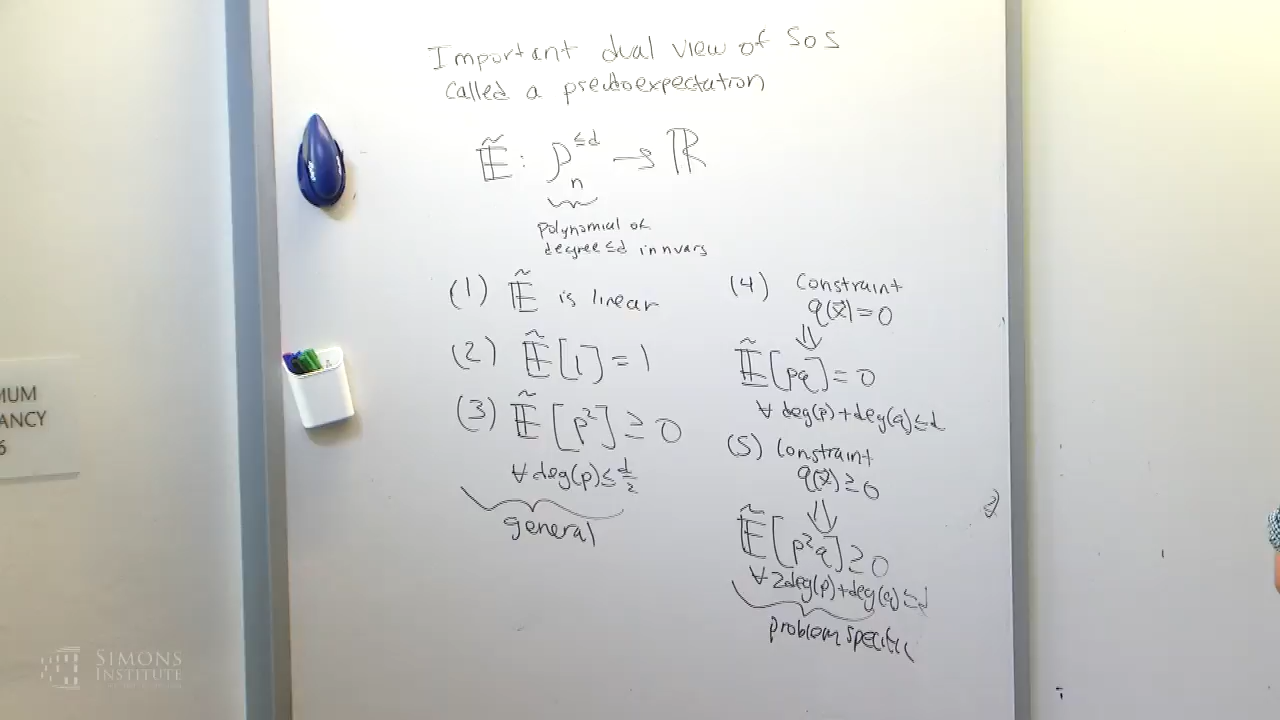 Important dual view of SoS
called a pseudoexpectation
Ẽ : P_n^{≤d} → ℝ
polynomial of
degree ≤d in n vars
(1) Ẽ is linear
(2) Ẽ[1] = 1
(3) Ẽ[p²] ≥ 0
∀ deg(p) ≤ d/2
general
(4) Constraint
q(x⃗) = 0
⇓
Ẽ[pq] = 0
∀ deg(p)+deg(q) ≤ d
(5) Constraint
q(x⃗) ≥ 0
⇓
Ẽ[p²q] ≥ 0
∀ 2deg(p)+deg(q) ≤ d
problem specific
MUM
ANCY
6
SIMONS
INSTITUTE